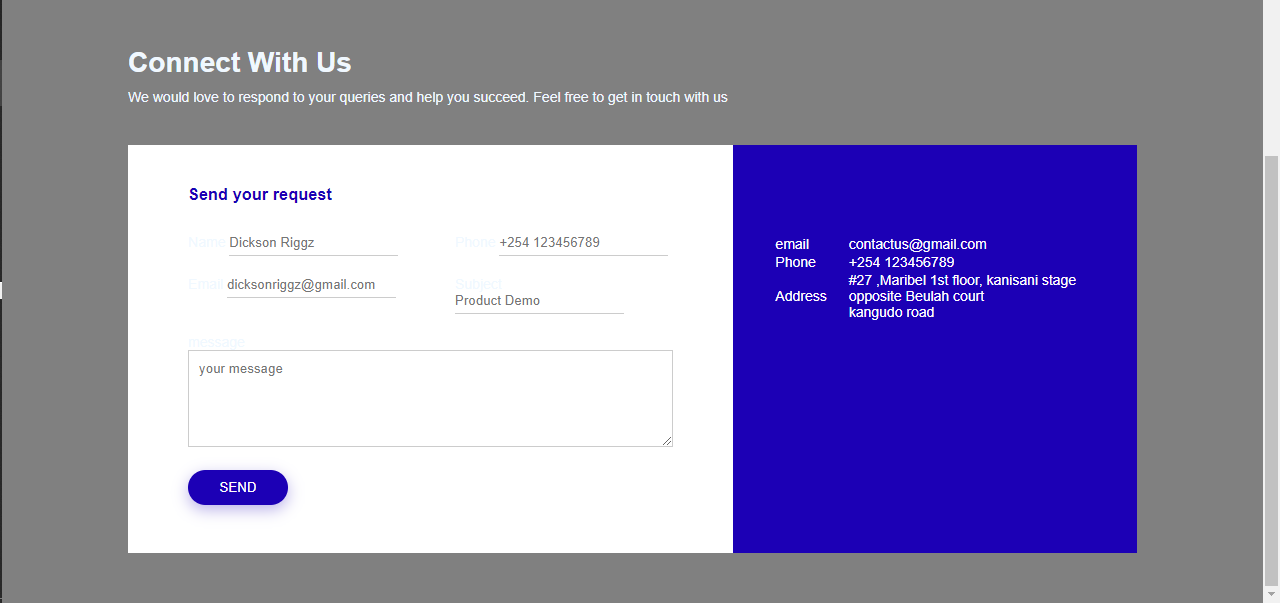 Connect With Us
We would love to respond to your queries and help you succeed. Feel free to get in touch with us
Send your request
Name Dickson Riggz
Phone +254 123456789
Email dicksonriggz@gmail.com
Subject
Product Demo
message
your message
SEND
email contactus@gmail.com
Phone +254 123456789
#27 ,Maribel 1st floor, kanisani stage
Address opposite Beulah court
kangudo road